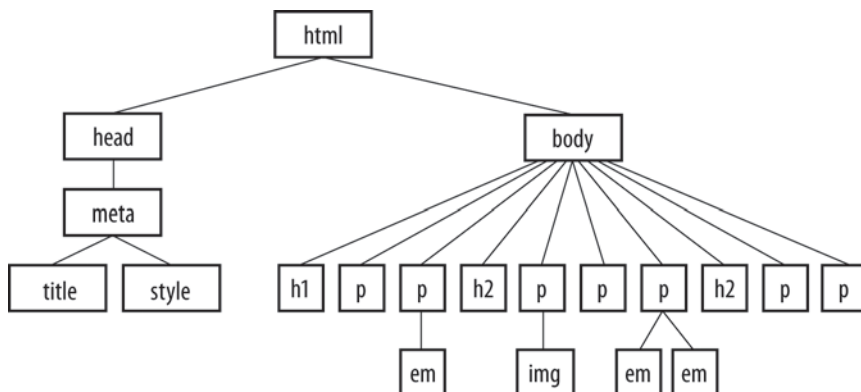 html
head body
meta
title style h1 p p h2 p p p h2 p p
em img em em